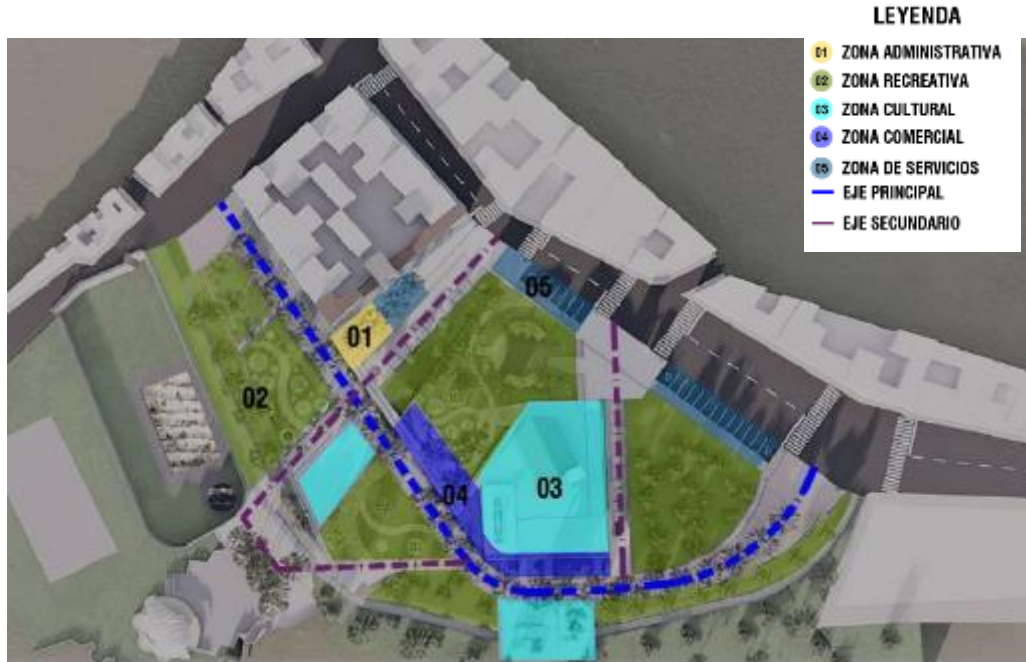 LEYENDA
01 ZONA ADMINISTRATIVA
02 ZONA RECREATIVA
03 ZONA CULTURAL
04 ZONA COMERCIAL
05 ZONA DE SERVICIOS
EJE PRINCIPAL
EJE SECUNDARIO
05
01
02
03
04